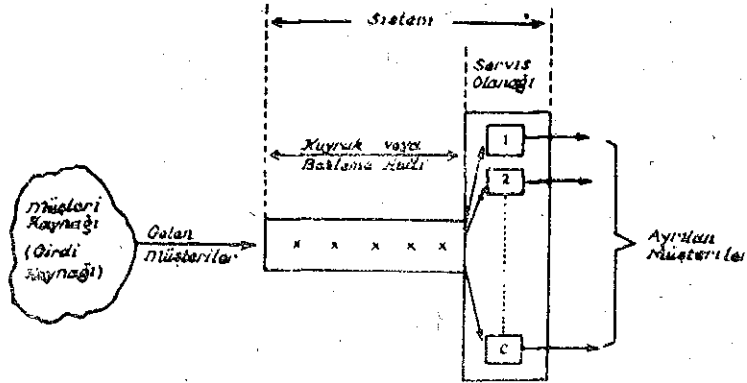 Sistem
Servis
Olanağı
Kuyruk veya
Bekleme Hattı
1
2
Müşteri
Kaynağı
(Girdi
Kaynağı)
Gelen
Müşteriler
x x x x x
Ayrılan
Müşteriler
C